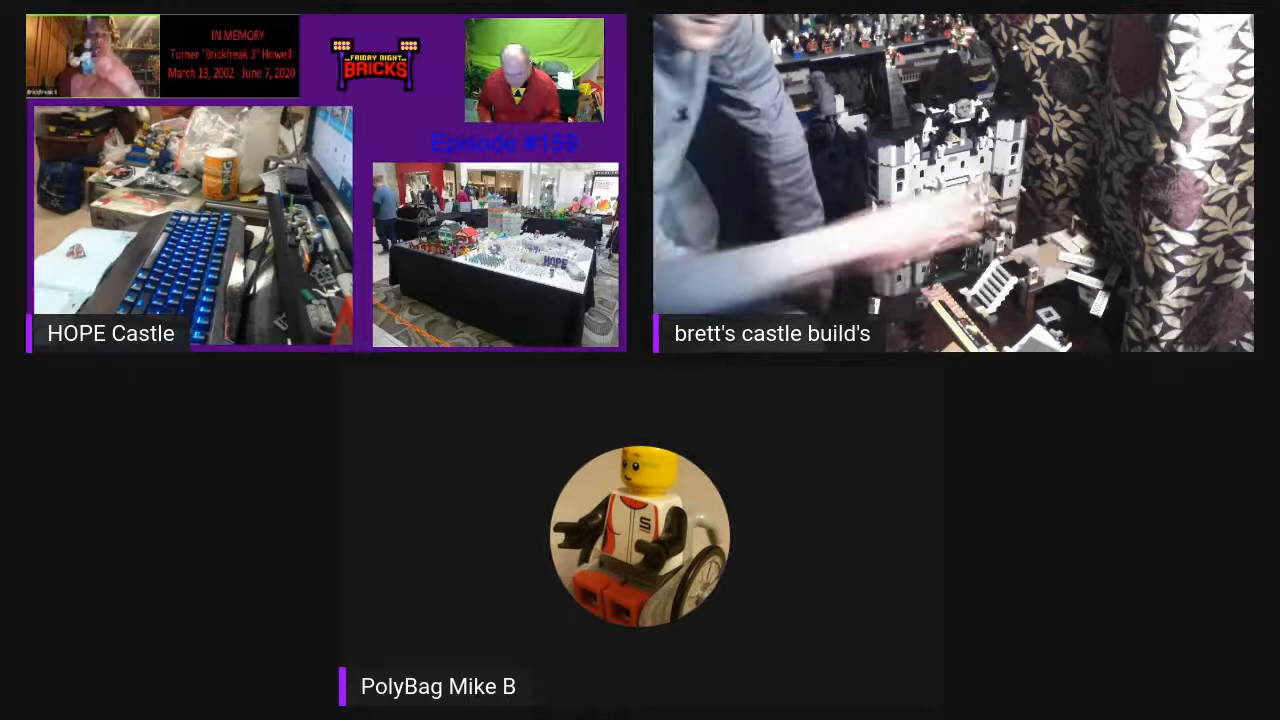 IN MEMORY
Turner "Brickfreak 3" Howell
March 13, 2002 - June 7, 2020
FRIDAY NIGHT
BRICKS
Episode #159
HOPE
HOPE Castle
brett's castle build's
S
PolyBag Mike B